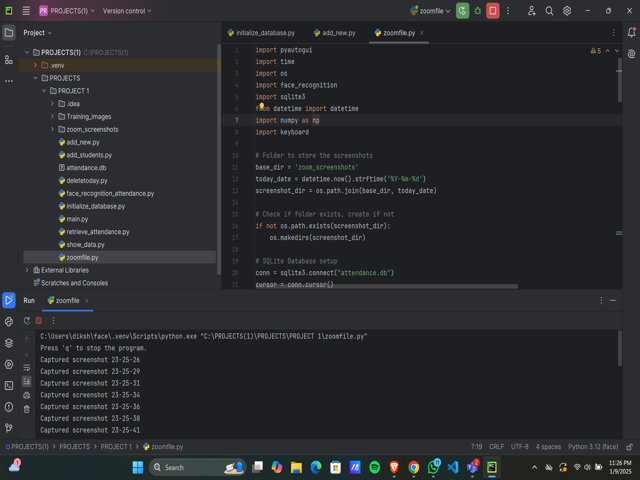 PR PROJECTS(1) Version control zoomfile
Project
initialize_database.py add_new.py zoomfile.py
PROJECTS(1) C:\PROJECTS(1)
.venv
PROJECTS
PROJECT 1
.idea
Training_images
zoom_screenshots
add_new.py
add_students.py
attendance.db
deletetoday.py
face_recognition_attendance.py
initialize_database.py
main.py
retrieve_attendance.py
show_data.py
zoomfile.py
External Libraries
Scratches and Consoles
5
1 import pyautogui
2 import time
3 import os
4 import face_recognition
5 import sqlite3
6 from datetime import datetime
7 import numpy as np
8 import keyboard
9
10 # Folder to store the screenshots
11 base_dir = 'zoom_screenshots'
12 today_date = datetime.now().strftime('%Y-%m-%d')
13 screenshot_dir = os.path.join(base_dir, today_date)
14
15 # Check if folder exists, create if not
16 if not os.path.exists(screenshot_dir):
17 os.makedirs(screenshot_dir)
18
19 # SQLite Database setup
20 conn = sqlite3.connect("attendance.db")
21 cursor = conn.cursor()
Run zoomfile
C:\Users\diksh\face\.venv\Scripts\python.exe "C:\PROJECTS(1)\PROJECTS\PROJECT 1\zoomfile.py"
Press 'q' to stop the program.
Captured screenshot 23-25-26
Captured screenshot 23-25-29
Captured screenshot 23-25-31
Captured screenshot 23-25-34
Captured screenshot 23-25-36
Captured screenshot 23-25-38
Captured screenshot 23-25-41
PROJECTS(1) > PROJECTS > PROJECT 1 > zoomfile.py 7:19 CRLF UTF-8 4 spaces Python 3.12 (face)
Search
11:26 PM
1/9/2025